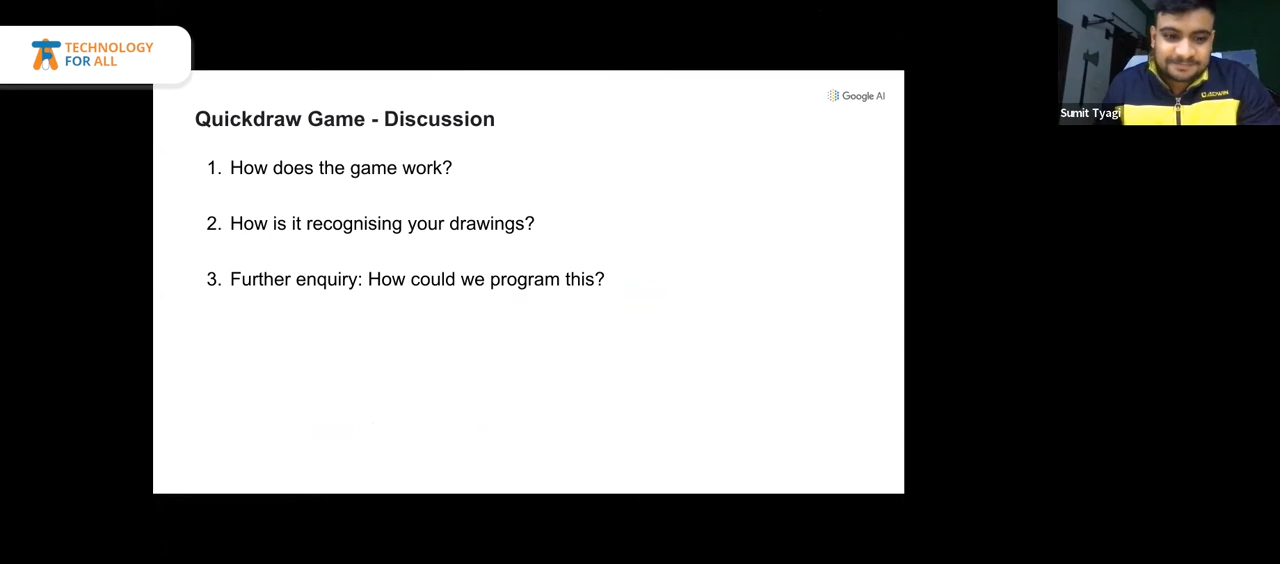 TECHNOLOGY
FOR ALL
Google AI
Quickdraw Game - Discussion
1. How does the game work?
2. How is it recognising your drawings?
3. Further enquiry: How could we program this?
CADWIN
Sumit Tyagi